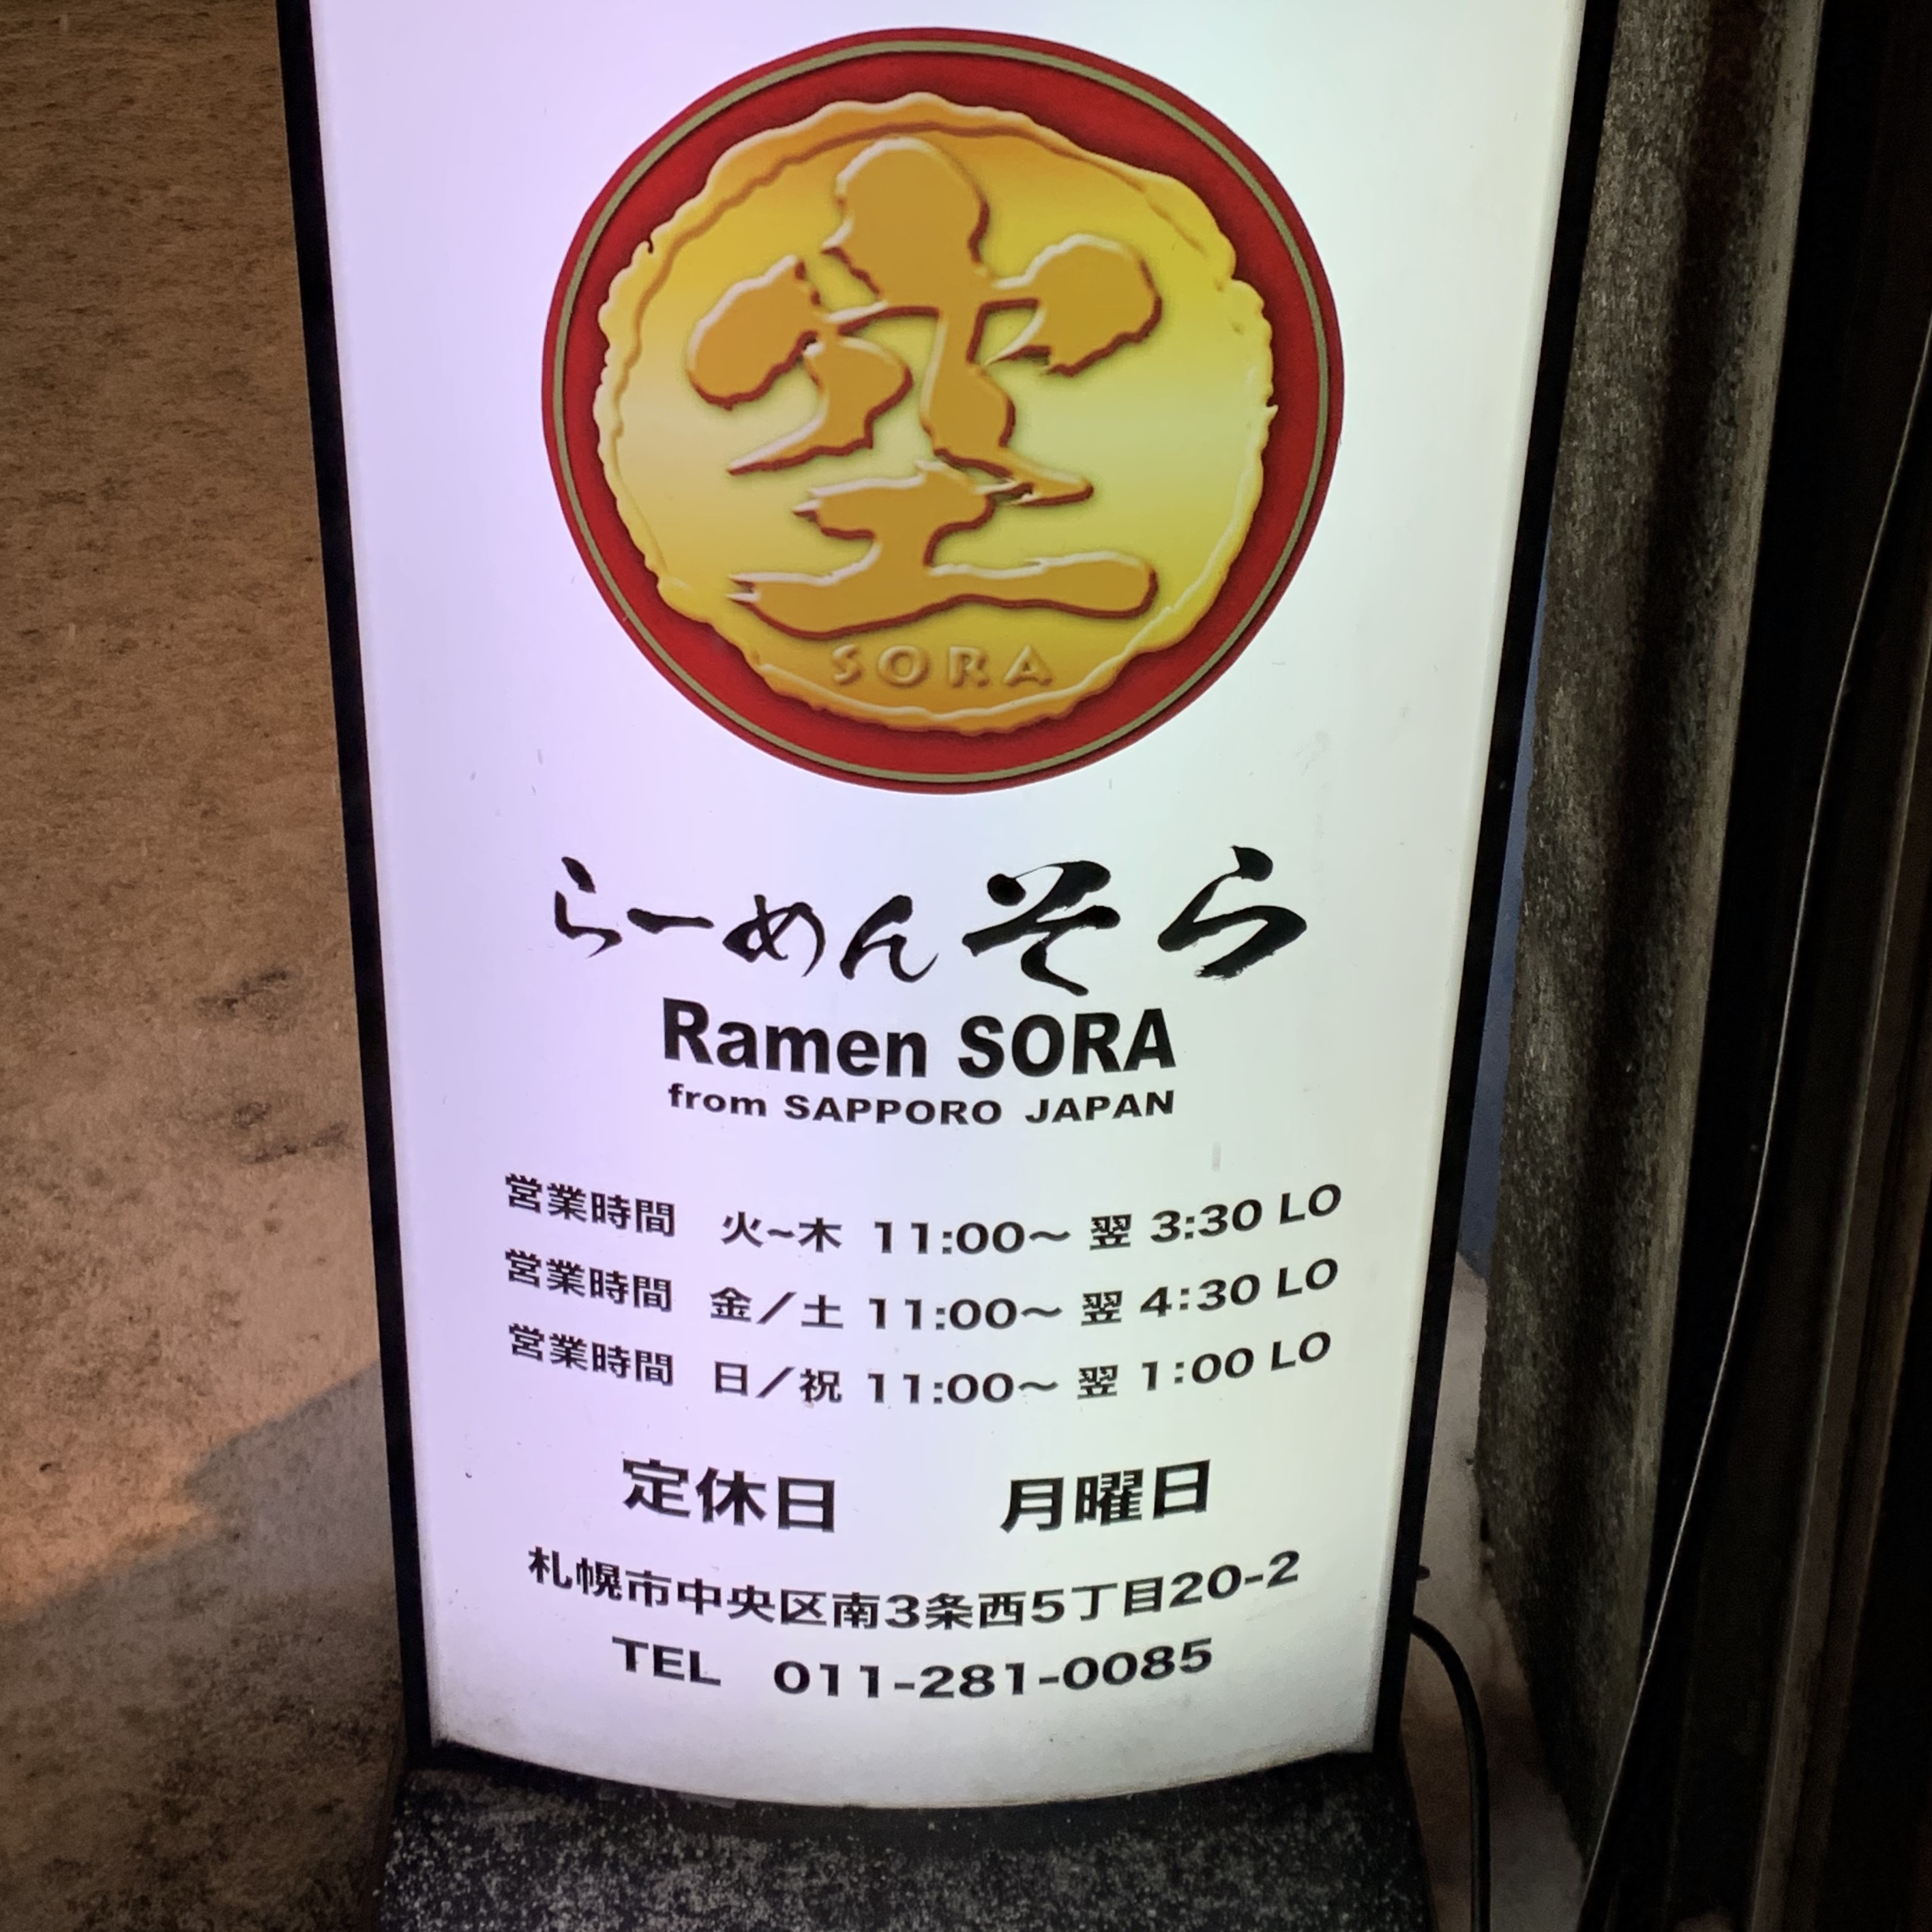 空
SORA
らーめん そら
Ramen SORA
from SAPPORO JAPAN
営業時間 火~木 11:00〜 翌 3:30 LO
営業時間 金／土 11:00〜 翌 4:30 LO
営業時間 日／祝 11:00〜 翌 1:00 LO
定休日 月曜日
札幌市中央区南3条西5丁目20-2
TEL 011-281-0085